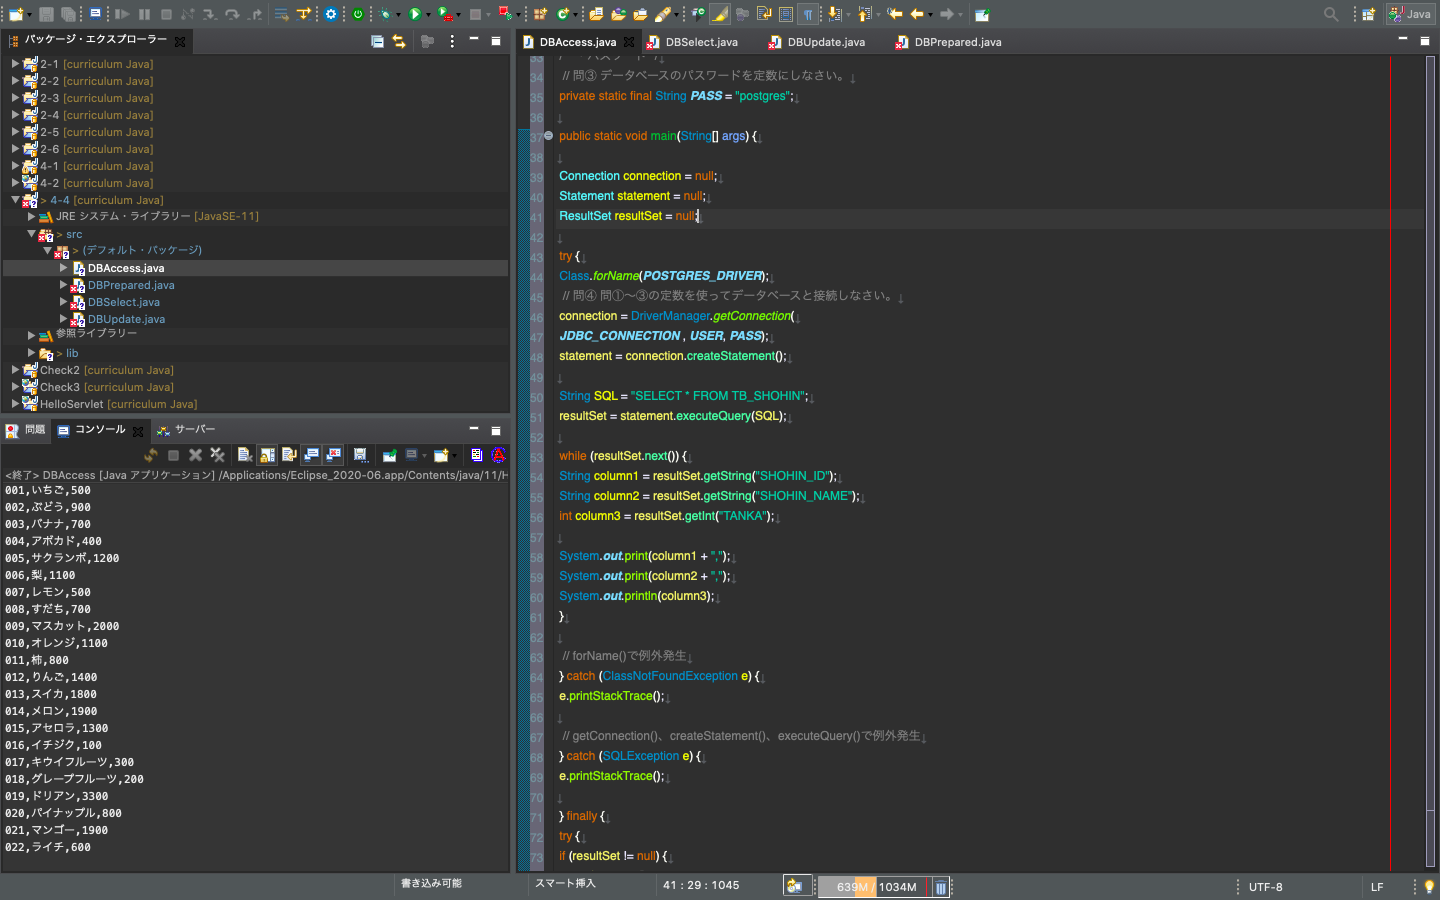 Java
パッケージ・エクスプローラー
2-1 [curriculum Java]
2-2 [curriculum Java]
2-3 [curriculum Java]
2-4 [curriculum Java]
2-5 [curriculum Java]
2-6 [curriculum Java]
4-1 [curriculum Java]
4-2 [curriculum Java]
> 4-4 [curriculum Java]
JRE システム・ライブラリー [JavaSE-11]
> src
> (デフォルト・パッケージ)
DBAccess.java
DBPrepared.java
DBSelect.java
DBUpdate.java
参照ライブラリー
> lib
Check2 [curriculum Java]
Check3 [curriculum Java]
HelloServlet [curriculum Java]
問題 コンソール サーバー
<終了> DBAccess [Java アプリケーション] /Applications/Eclipse_2020-06.app/Contents/java/11/H
001,いちご,500
002,ぶどう,900
003,バナナ,700
004,アボカド,400
005,サクランボ,1200
006,梨,1100
007,レモン,500
008,すだち,700
009,マスカット,2000
010,オレンジ,1100
011,柿,800
012,りんご,1400
013,スイカ,1800
014,メロン,1900
015,アセロラ,1300
016,イチジク,100
017,キウイフルーツ,300
018,グレープフルーツ,200
019,ドリアン,3300
020,パイナップル,800
021,マンゴー,1900
022,ライチ,600
DBAccess.java DBSelect.java DBUpdate.java DBPrepared.java
33
34 // 問③ データベースのパスワードを定数にしなさい。↓
35 private static final String PASS = "postgres";↓
36 ↓
37 public static void main(String[] args) {↓
38 ↓
39 Connection connection = null;↓
40 Statement statement = null;↓
41 ResultSet resultSet = null;↓
42 ↓
43 try {↓
44 Class.forName(POSTGRES_DRIVER);↓
45 // 問④ 問①〜③の定数を使ってデータベースと接続しなさい。↓
46 connection = DriverManager.getConnection(↓
47 JDBC_CONNECTION , USER, PASS);↓
48 statement = connection.createStatement();↓
49 ↓
50 String SQL = "SELECT * FROM TB_SHOHIN";↓
51 resultSet = statement.executeQuery(SQL);↓
52 ↓
53 while (resultSet.next()) {↓
54 String column1 = resultSet.getString("SHOHIN_ID");↓
55 String column2 = resultSet.getString("SHOHIN_NAME");↓
56 int column3 = resultSet.getInt("TANKA");↓
57 ↓
58 System.out.print(column1 + ",");↓
59 System.out.print(column2 + ",");↓
60 System.out.println(column3);↓
61 }↓
62 ↓
63 // forName()で例外発生↓
64 } catch (ClassNotFoundException e) {↓
65 e.printStackTrace();↓
66 ↓
67 // getConnection()、createStatement()、executeQuery()で例外発生↓
68 } catch (SQLException e) {↓
69 e.printStackTrace();↓
70 ↓
71 } finally {↓
72 try {↓
73 if (resultSet != null) {↓
書き込み可能 スマート挿入 41 : 29 : 1045 639M / 1034M UTF-8 LF